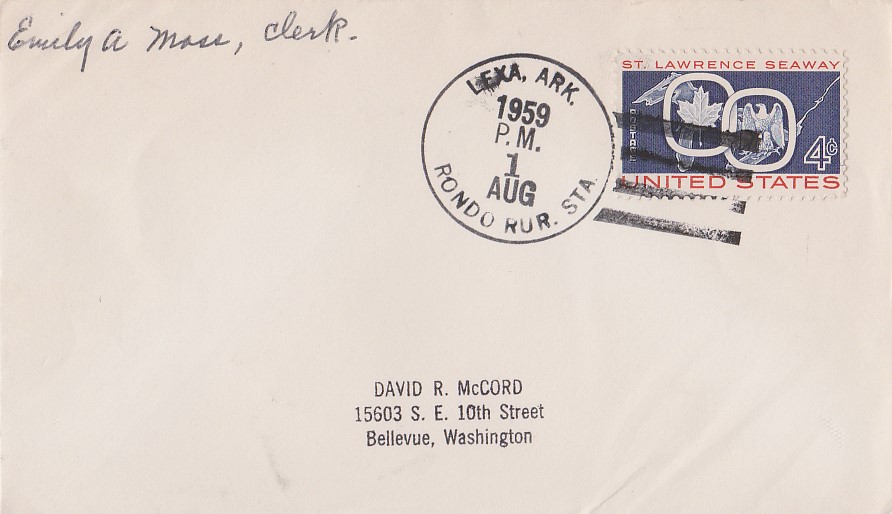 Emily A Moss, Clerk.
LEXA, ARK.
1959
P.M.
1
AUG
RONDO RUR. STA.
ST. LAWRENCE SEAWAY
POSTAGE
4¢
UNITED STATES
DAVID R. McCORD
15603 S. E. 10th Street
Bellevue, Washington